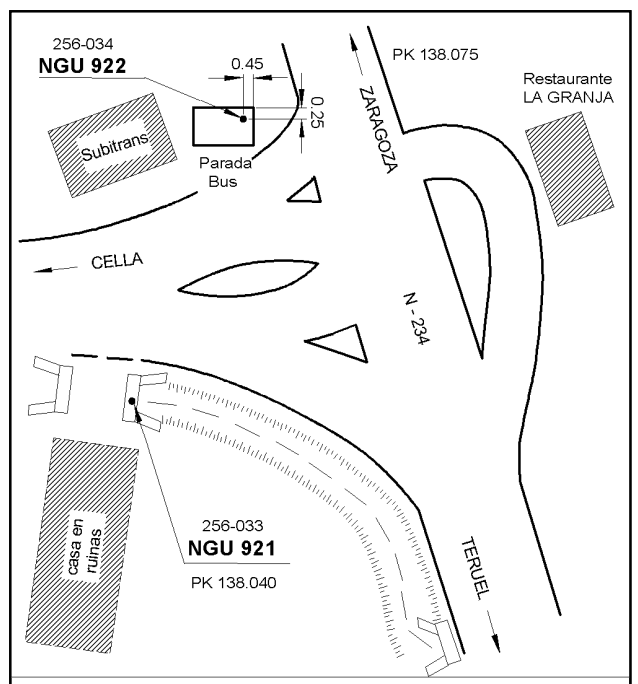 256-034
NGU 922
0.45
0.25
PK 138.075
ZARAGOZA
Restaurante
LA GRANJA
Subitrans
Parada
Bus
CELLA
N - 234
256-033
NGU 921
PK 138.040
casa en
ruinas
TERUEL